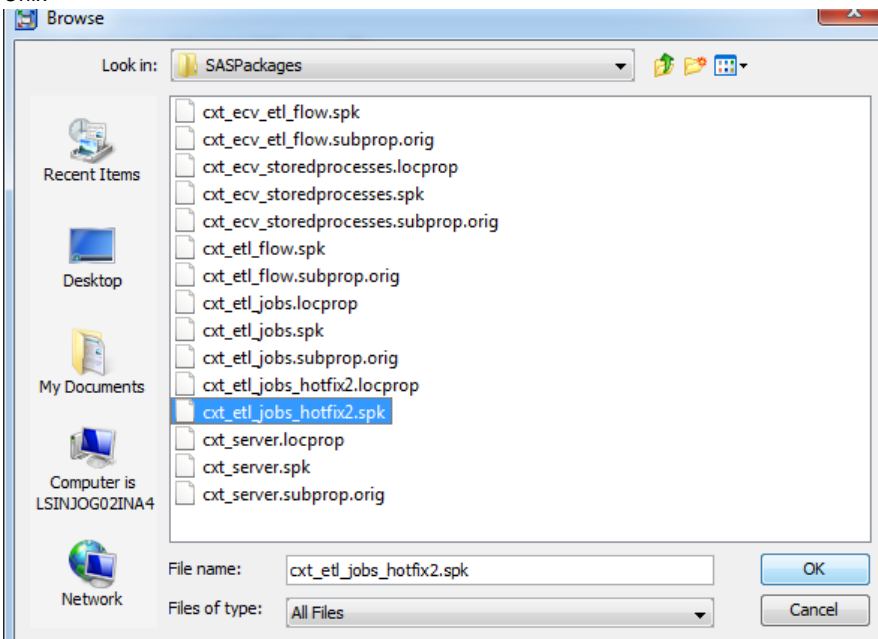 Browse
Look in:
SASPackages
cxt_ecv_etl_flow.spk
cxt_ecv_etl_flow.subprop.orig
cxt_ecv_storedprocesses.locprop
cxt_ecv_storedprocesses.spk
cxt_ecv_storedprocesses.subprop.orig
cxt_etl_flow.spk
cxt_etl_flow.subprop.orig
cxt_etl_jobs.locprop
cxt_etl_jobs.spk
cxt_etl_jobs.subprop.orig
cxt_etl_jobs_hotfix2.locprop
cxt_etl_jobs_hotfix2.spk
cxt_server.locprop
cxt_server.spk
cxt_server.subprop.orig
Recent Items
Desktop
My Documents
Computer is
LSINJOG02INA4
Network
File name:
cxt_etl_jobs_hotfix2.spk
OK
Files of type:
All Files
Cancel